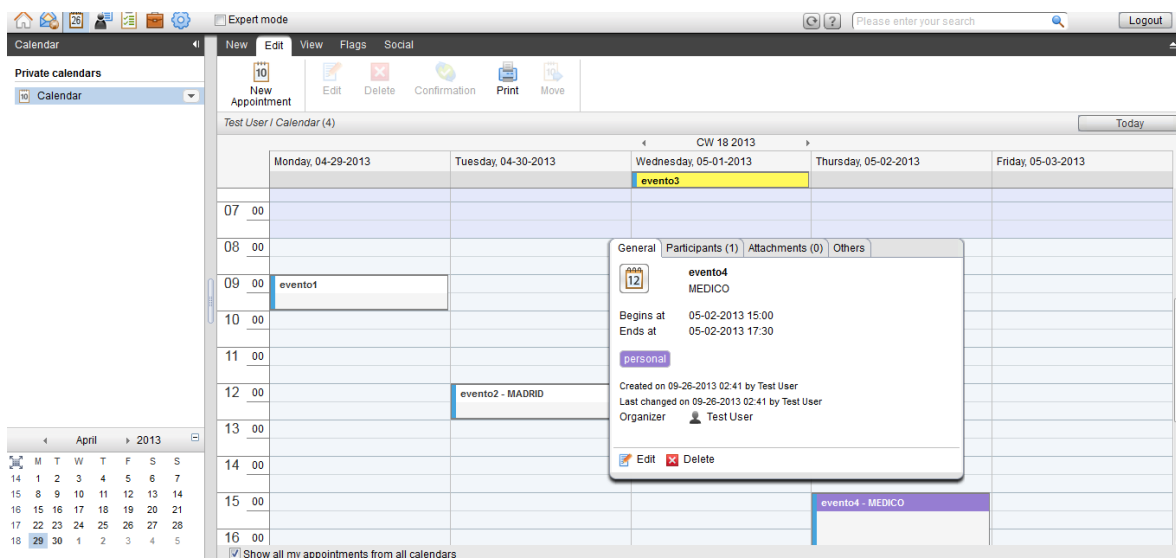 26
Expert mode
Please enter your search
Logout
Calendar
New Edit View Flags Social
Private calendars
10 Calendar
10 New Appointment
Edit
Delete
Confirmation
Print
10 Move
Test User / Calendar (4)
Today
CW 18 2013
Monday, 04-29-2013 Tuesday, 04-30-2013 Wednesday, 05-01-2013 Thursday, 05-02-2013 Friday, 05-03-2013
evento3
07 00
08 00
09 00 evento1
10 00
11 00
12 00 evento2 - MADRID
13 00
14 00
15 00 evento4 - MEDICO
16 00
General Participants (1) Attachments (0) Others
12 evento4
MEDICO
Begins at 05-02-2013 15:00
Ends at 05-02-2013 17:30
personal
Created on 09-26-2013 02:41 by Test User
Last changed on 09-26-2013 02:41 by Test User
Organizer Test User
Edit Delete
April 2013
M T W T F S S
14 1 2 3 4 5 6 7
15 8 9 10 11 12 13 14
16 15 16 17 18 19 20 21
17 22 23 24 25 26 27 28
18 29 30 1 2 3 4 5
Show all my appointments from all calendars